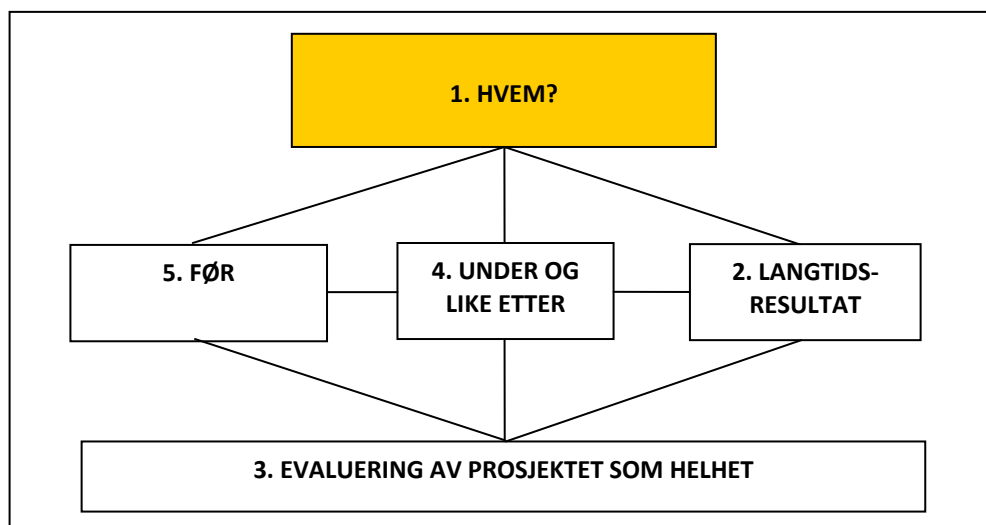 1. HVEM?
5. FØR
4. UNDER OG
LIKE ETTER
2. LANGTIDS-
RESULTAT
3. EVALUERING AV PROSJEKTET SOM HELHET